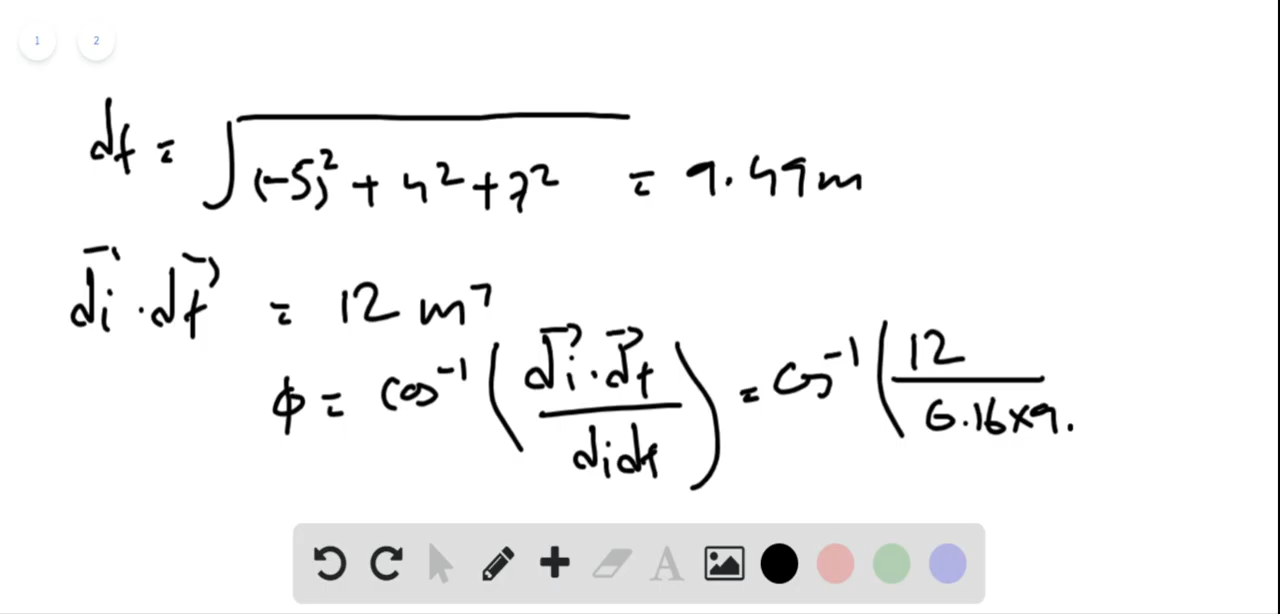 1 2
df = √((-5)² + 4² + 7²) = 9.49m
d⃗i · d⃗f = 12 m²
ϕ = cos⁻¹ (d⃗i · d⃗f / didf) = cos⁻¹ (12 / 6.16×9.
A